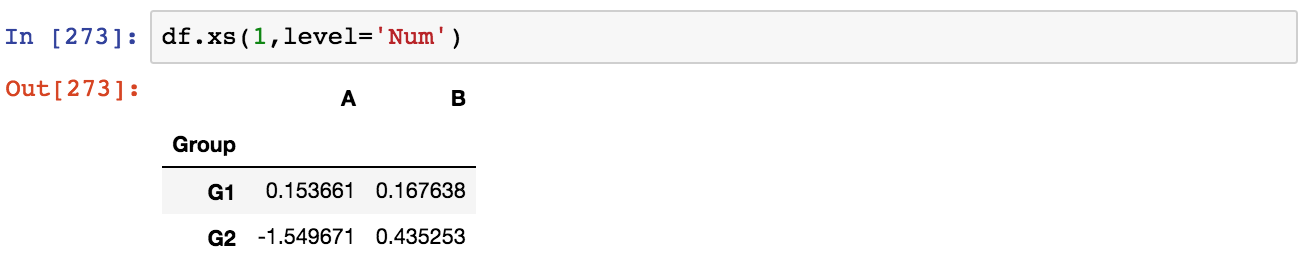 In [273]: df.xs(1,level='Num')
Out[273]:
A B
Group
G1 0.153661 0.167638
G2 -1.549671 0.435253